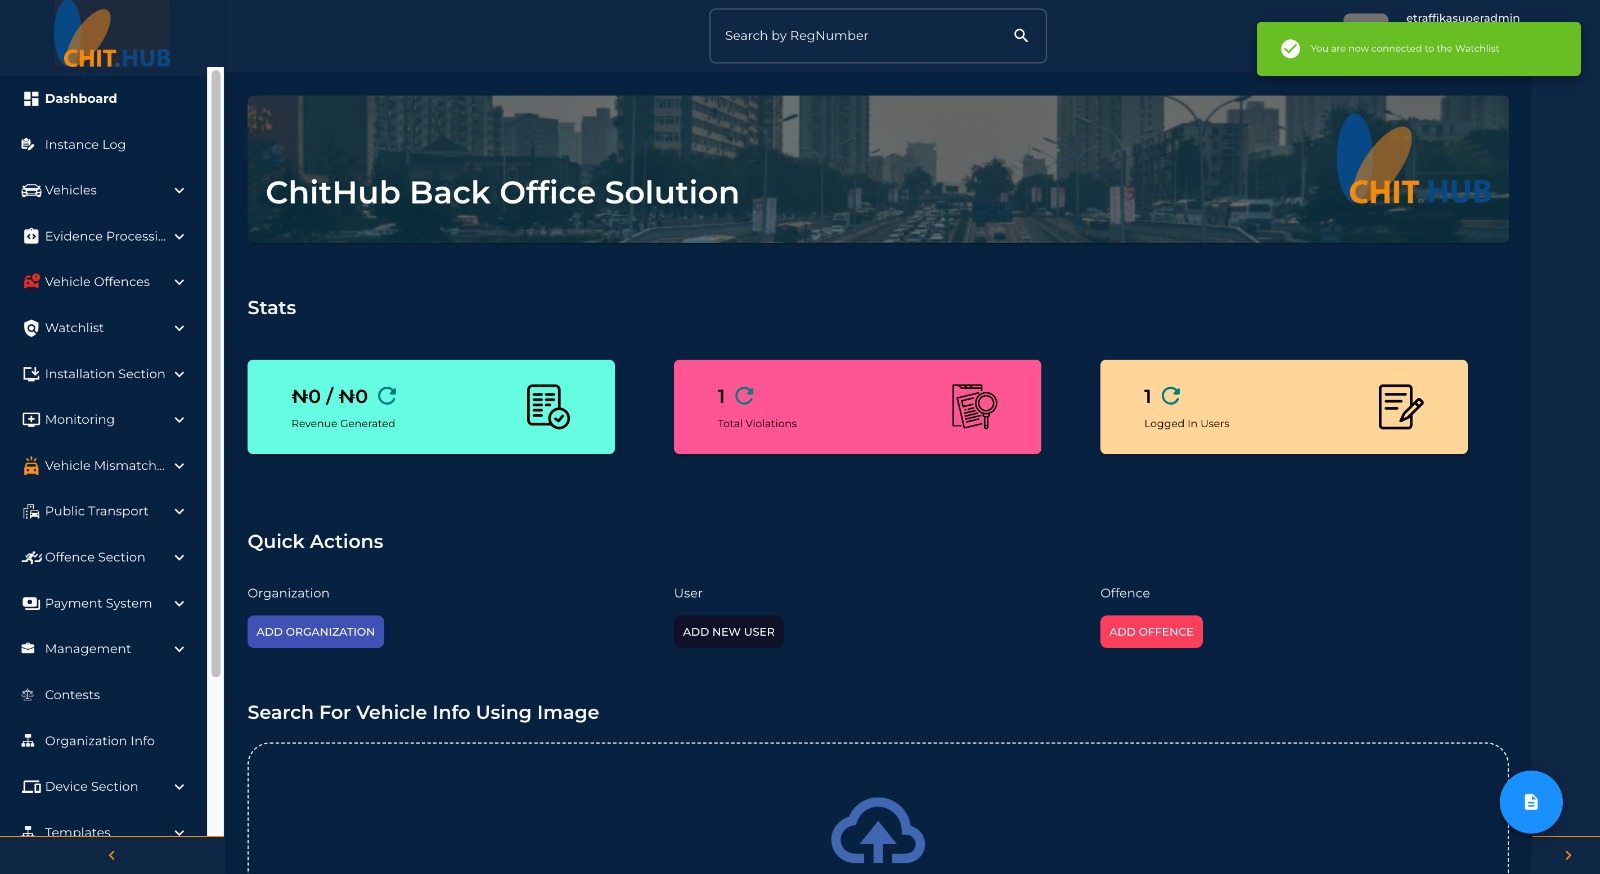 CHIT.HUB
Search by RegNumber
etraffikasuperadmin
You are now connected to the Watchlist
Dashboard
Instance Log
Vehicles
Evidence Processi...
Vehicle Offences
Watchlist
Installation Section
Monitoring
Vehicle Mismatch...
Public Transport
Offence Section
Payment System
Management
Contests
Organization Info
Device Section
Templates
ChitHub Back Office Solution
CHIT.HUB
Stats
₦0 / ₦0
Revenue Generated
1
Total Violations
1
Logged In Users
Quick Actions
Organization
ADD ORGANIZATION
User
ADD NEW USER
Offence
ADD OFFENCE
Search For Vehicle Info Using Image